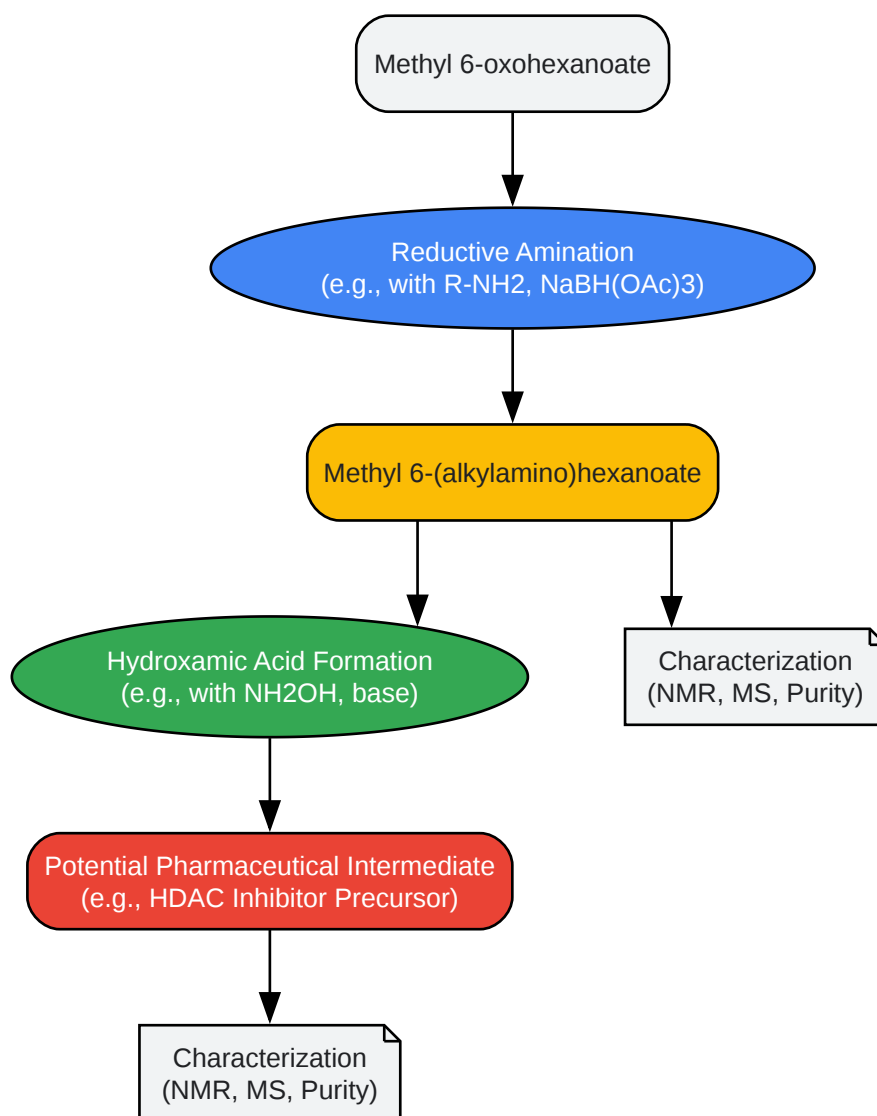 Methyl 6-oxohexanoate
Reductive Amination
(e.g., with R-NH2, NaBH(OAc)3)
Methyl 6-(alkylamino)hexanoate
Hydroxamic Acid Formation
(e.g., with NH2OH, base)
Characterization
(NMR, MS, Purity)
Potential Pharmaceutical Intermediate
(e.g., HDAC Inhibitor Precursor)
Characterization
(NMR, MS, Purity)